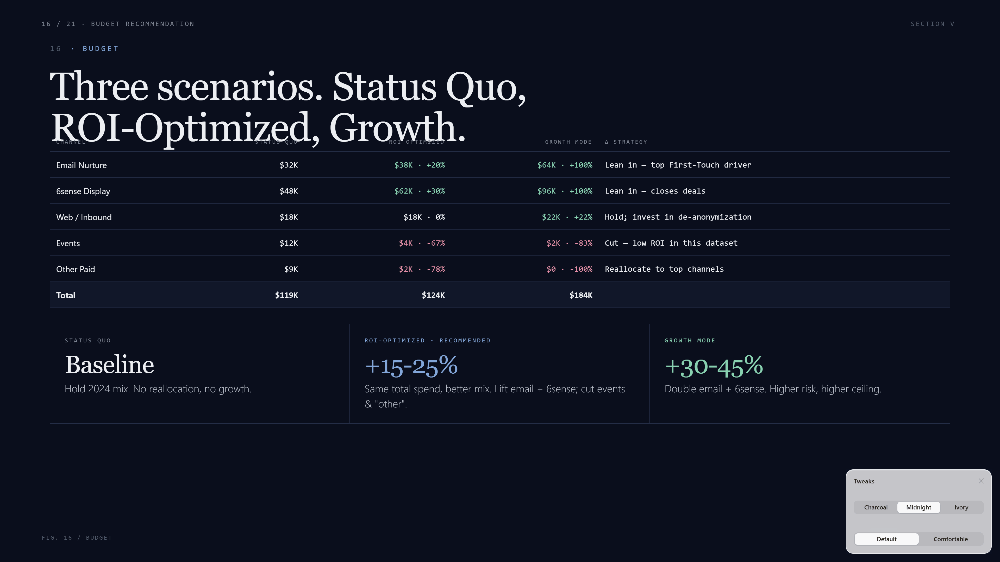 16 / 21 · BUDGET RECOMMENDATION
SECTION V
16 · BUDGET
Three scenarios. Status Quo,
ROI-Optimized, Growth.
CHANNEL STATUS QUO ROI-OPTIMIZED GROWTH MODE Δ STRATEGY
Email Nurture $32K $38K · +20% $64K · +100% Lean in — top First-Touch driver
6sense Display $48K $62K · +30% $96K · +100% Lean in — closes deals
Web / Inbound $18K $18K · 0% $22K · +22% Hold; invest in de-anonymization
Events $12K $4K · -67% $2K · -83% Cut — low ROI in this dataset
Other Paid $9K $2K · -78% $0 · -100% Reallocate to top channels
Total $119K $124K $184K
STATUS QUO
Baseline
Hold 2024 mix. No reallocation, no growth.
ROI-OPTIMIZED · RECOMMENDED
+15-25%
Same total spend, better mix. Lift email + 6sense; cut events
& "other".
GROWTH MODE
+30-45%
Double email + 6sense. Higher risk, higher ceiling.
Tweaks
Charcoal Midnight Ivory
Default Comfortable
FIG. 16 / BUDGET